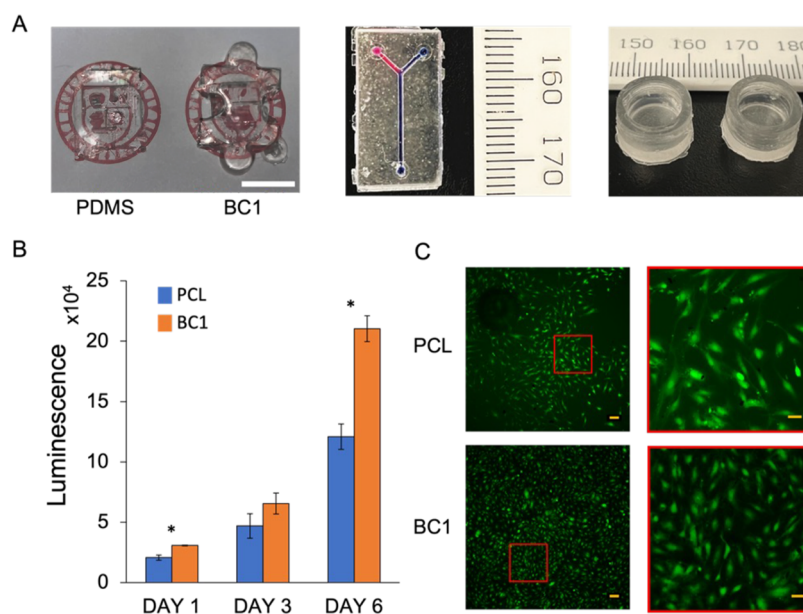 A
PDMS
BC1
160
170
150 160 170 180
B
x10⁴
Luminescence
25
20
15
10
5
0
PCL
BC1
*
*
DAY 1
DAY 3
DAY 6
C
PCL
BC1